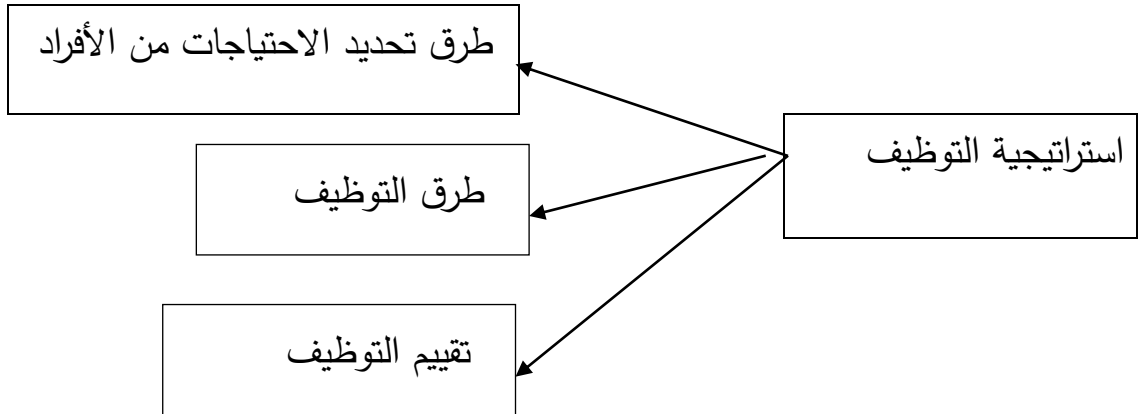 طرق تحديد الاحتياجات من الأفراد
استراتيجية التوظيف
طرق التوظيف
تقييم التوظيف